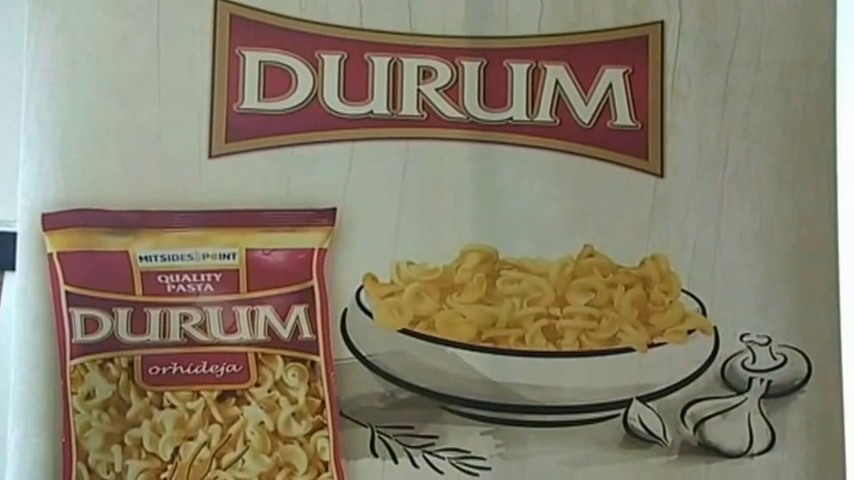 DURUM
MITSIDES POINT
QUALITY
PASTA
DURUM
orhideja